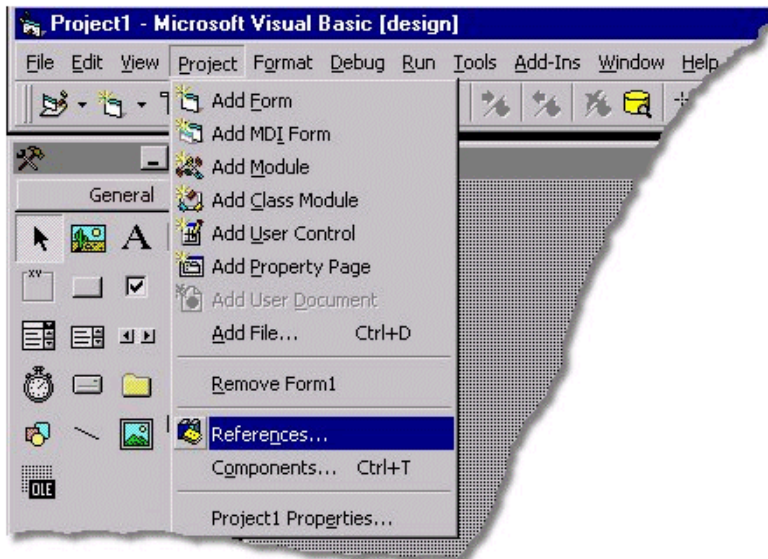 Project1 - Microsoft Visual Basic [design]
File Edit View Project Format Debug Run Tools Add-Ins Window Help
Add Form
Add MDI Form
Add Module
General
Add Class Module
A
Add User Control
XY
Add Property Page
Add User Document
Add File... Ctrl+D
Remove Form1
References...
Components... Ctrl+T
OLE
Project1 Properties...